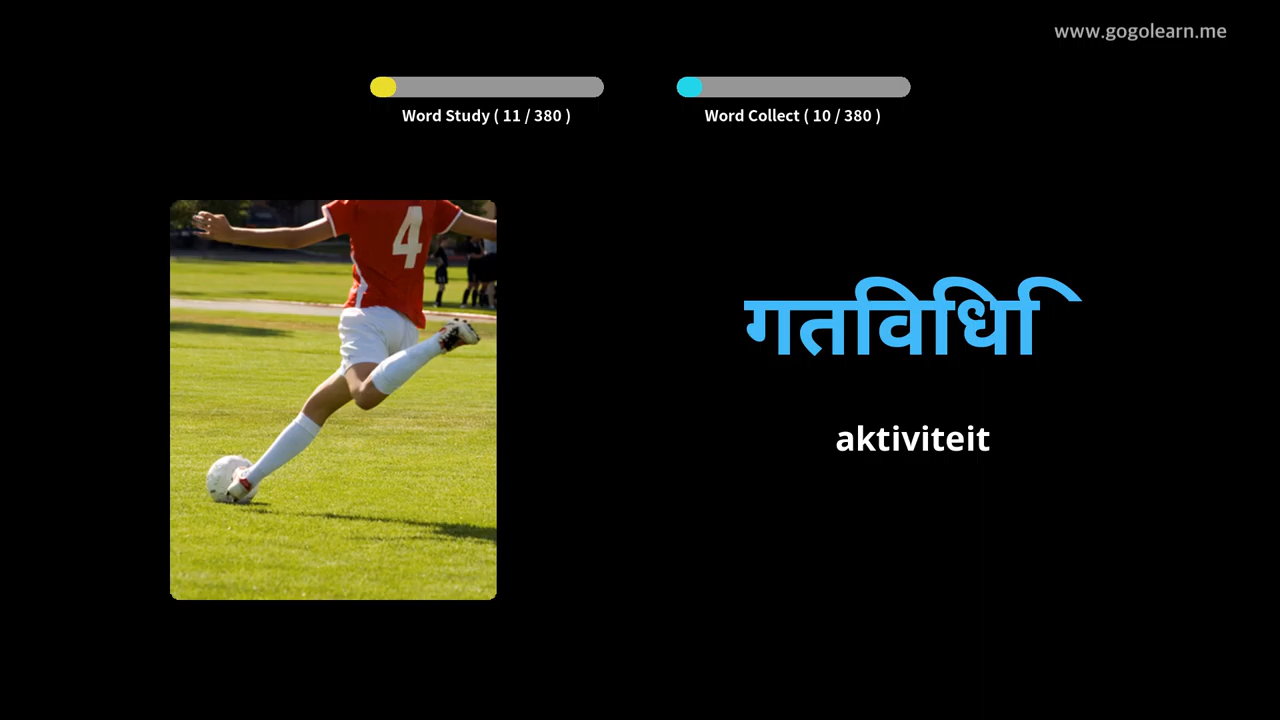 www.gogolearn.me
Word Study ( 11 / 380 )
Word Collect ( 10 / 380 )
4
गतिविधि
aktiviteit